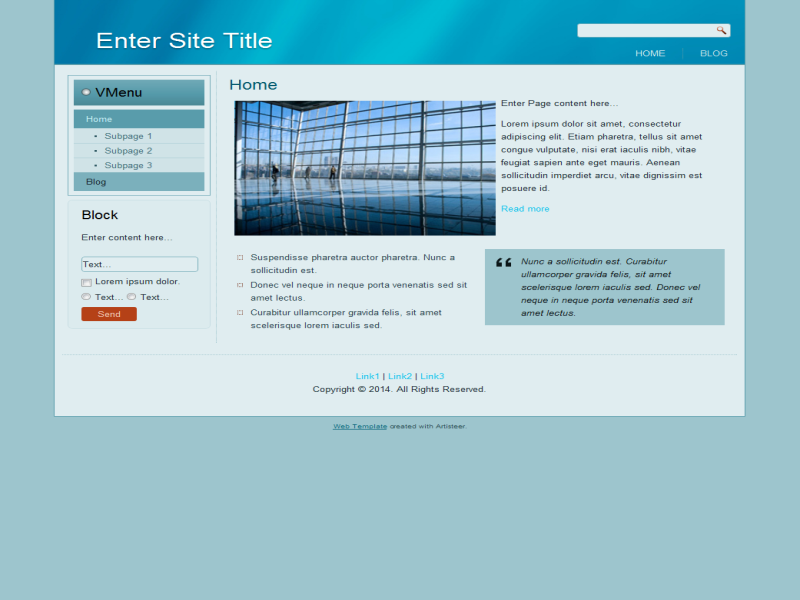 Enter Site Title
HOME
BLOG
VMenu
Home
Subpage 1
Subpage 2
Subpage 3
Blog
Block
Enter content here...
Text...
Lorem ipsum dolor.
Text... Text...
Send
Home
Enter Page content here...
Lorem ipsum dolor sit amet, consectetur
adipiscing elit. Etiam pharetra, tellus sit amet
congue vulputate, nisi erat iaculis nibh, vitae
feugiat sapien ante eget mauris. Aenean
sollicitudin imperdiet arcu, vitae dignissim est
posuere id.
Read more
Suspendisse pharetra auctor pharetra. Nunc a
sollicitudin est.
Donec vel neque in neque porta venenatis sed sit
amet lectus.
Curabitur ullamcorper gravida felis, sit amet
scelerisque lorem iaculis sed.
Nunc a sollicitudin est. Curabitur
ullamcorper gravida felis, sit amet
scelerisque lorem iaculis sed. Donec vel
neque in neque porta venenatis sed sit
amet lectus.
Link1 | Link2 | Link3
Copyright © 2014. All Rights Reserved.
Web Template created with Artisteer.